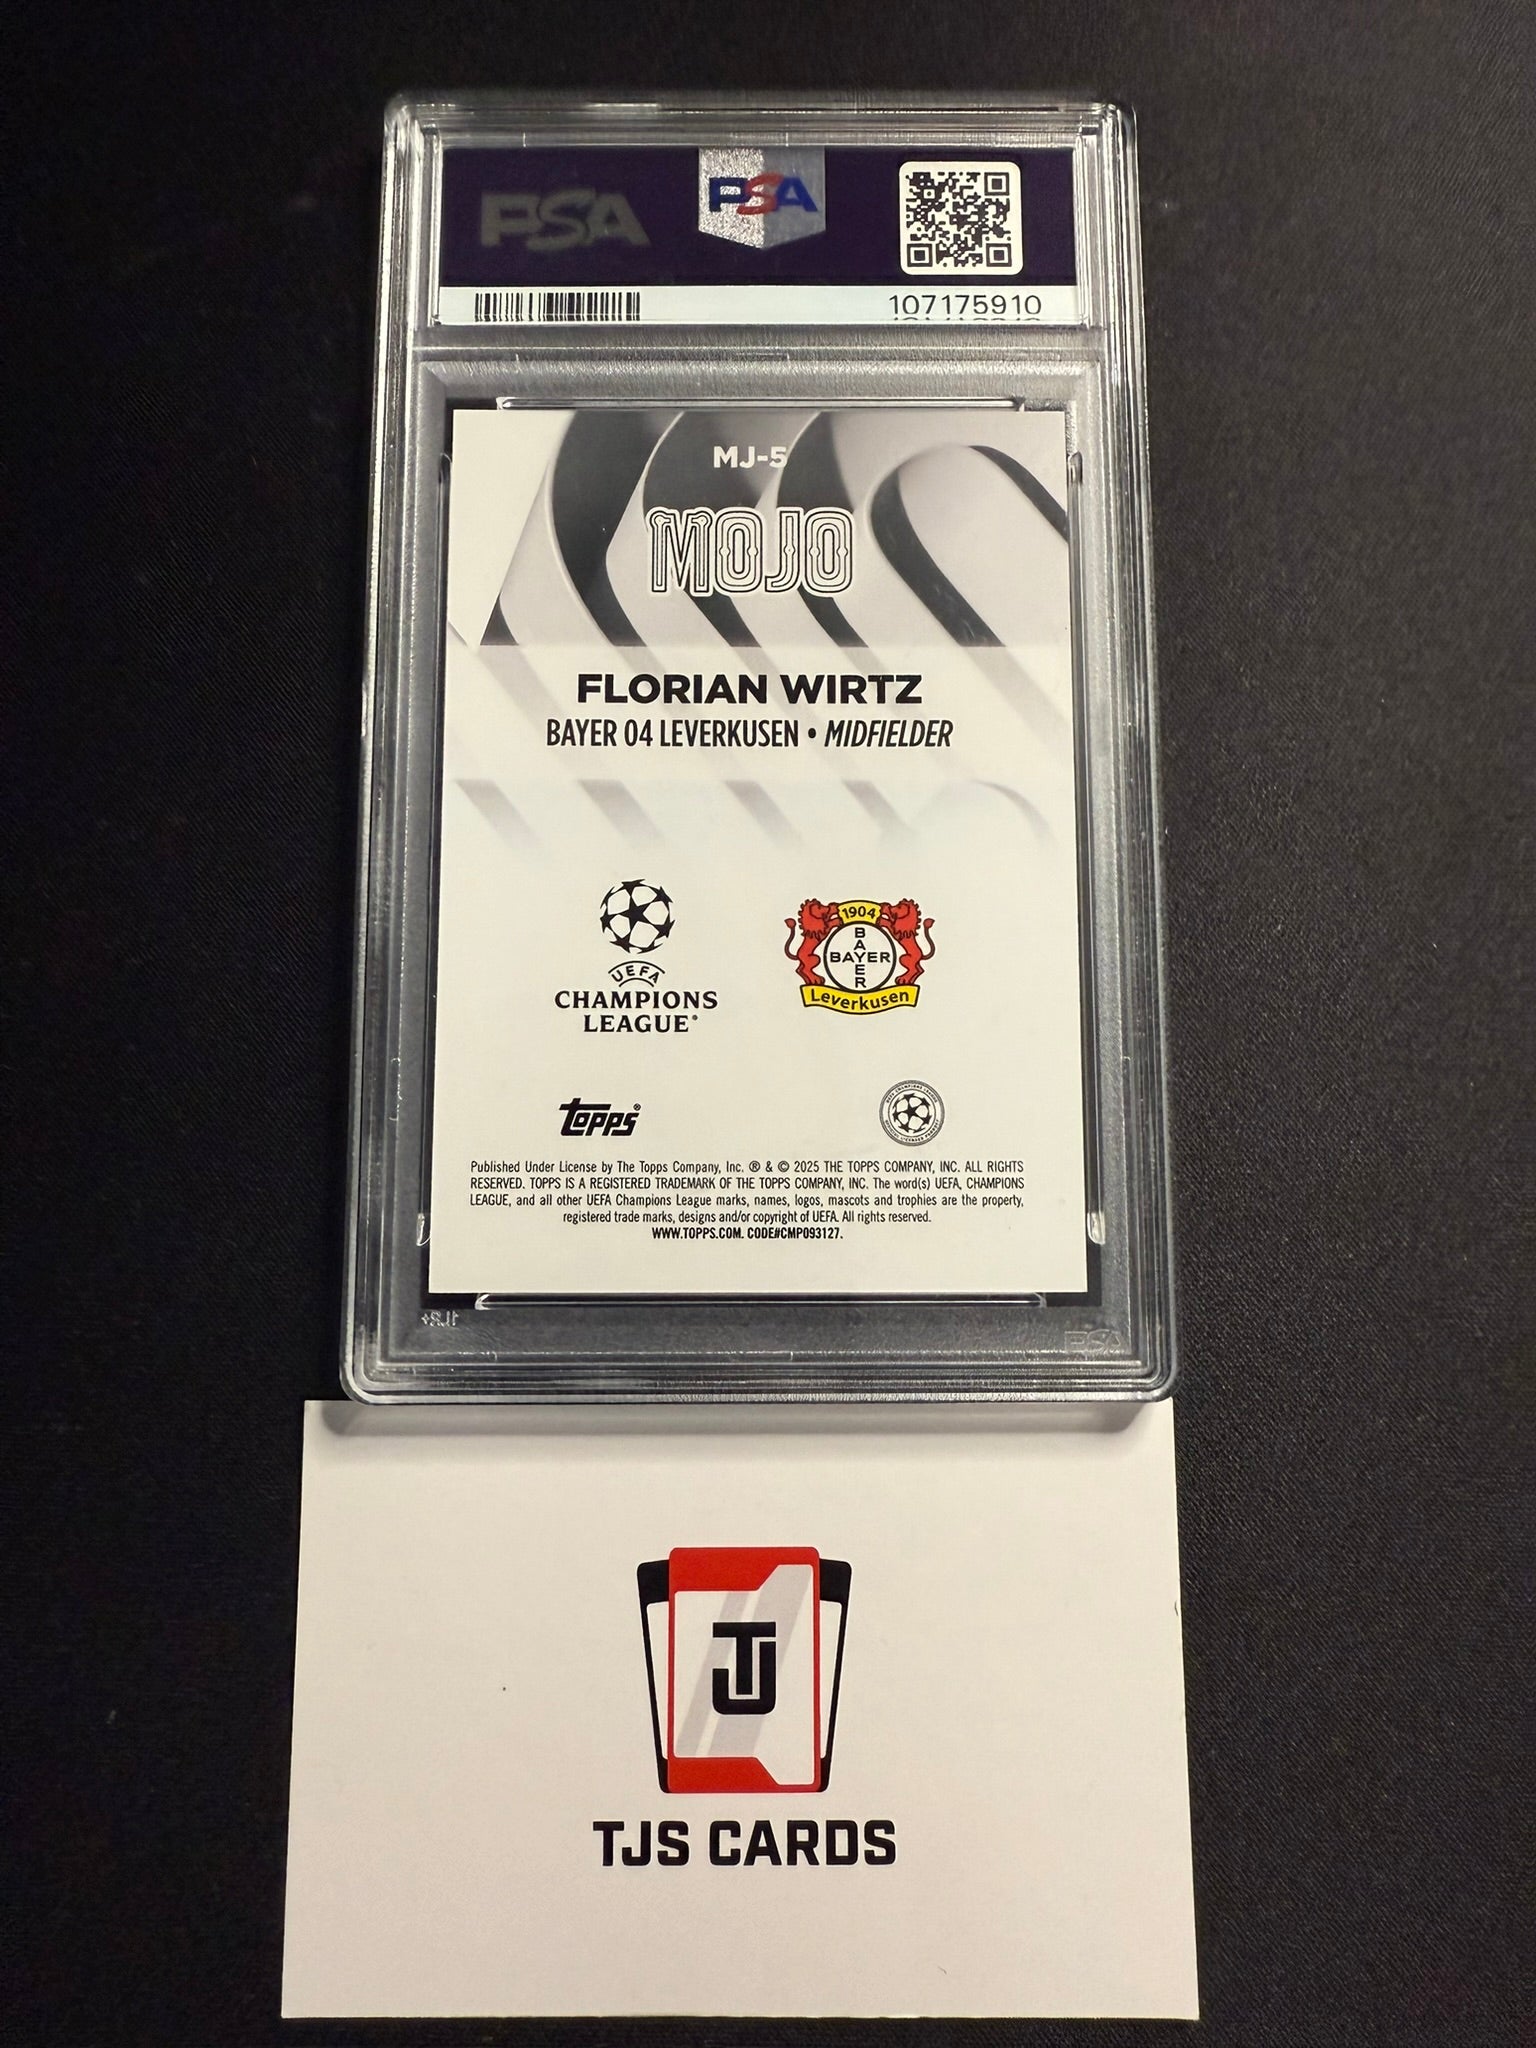 PSA
PSA
107175910
MJ-5
MOJO
FLORIAN WIRTZ
BAYER 04 LEVERKUSEN • MIDFIELDER
UEFA
CHAMPIONS
LEAGUE®
1904
BAYER
BAYER
Leverkusen
Topps®
Published Under License by The Topps Company, Inc. ® & © 2025 THE TOPPS COMPANY, INC. ALL RIGHTS
RESERVED. TOPPS IS A REGISTERED TRADEMARK OF THE TOPPS COMPANY, INC. The word(s) UEFA, CHAMPIONS
LEAGUE, and all other UEFA Champions League marks, names, logos, mascots and trophies are the property,
registered trade marks, designs and/or copyright of UEFA. All rights reserved.
WWW.TOPPS.COM. CODE#CMP093127.
PSA
TJ
TJS CARDS